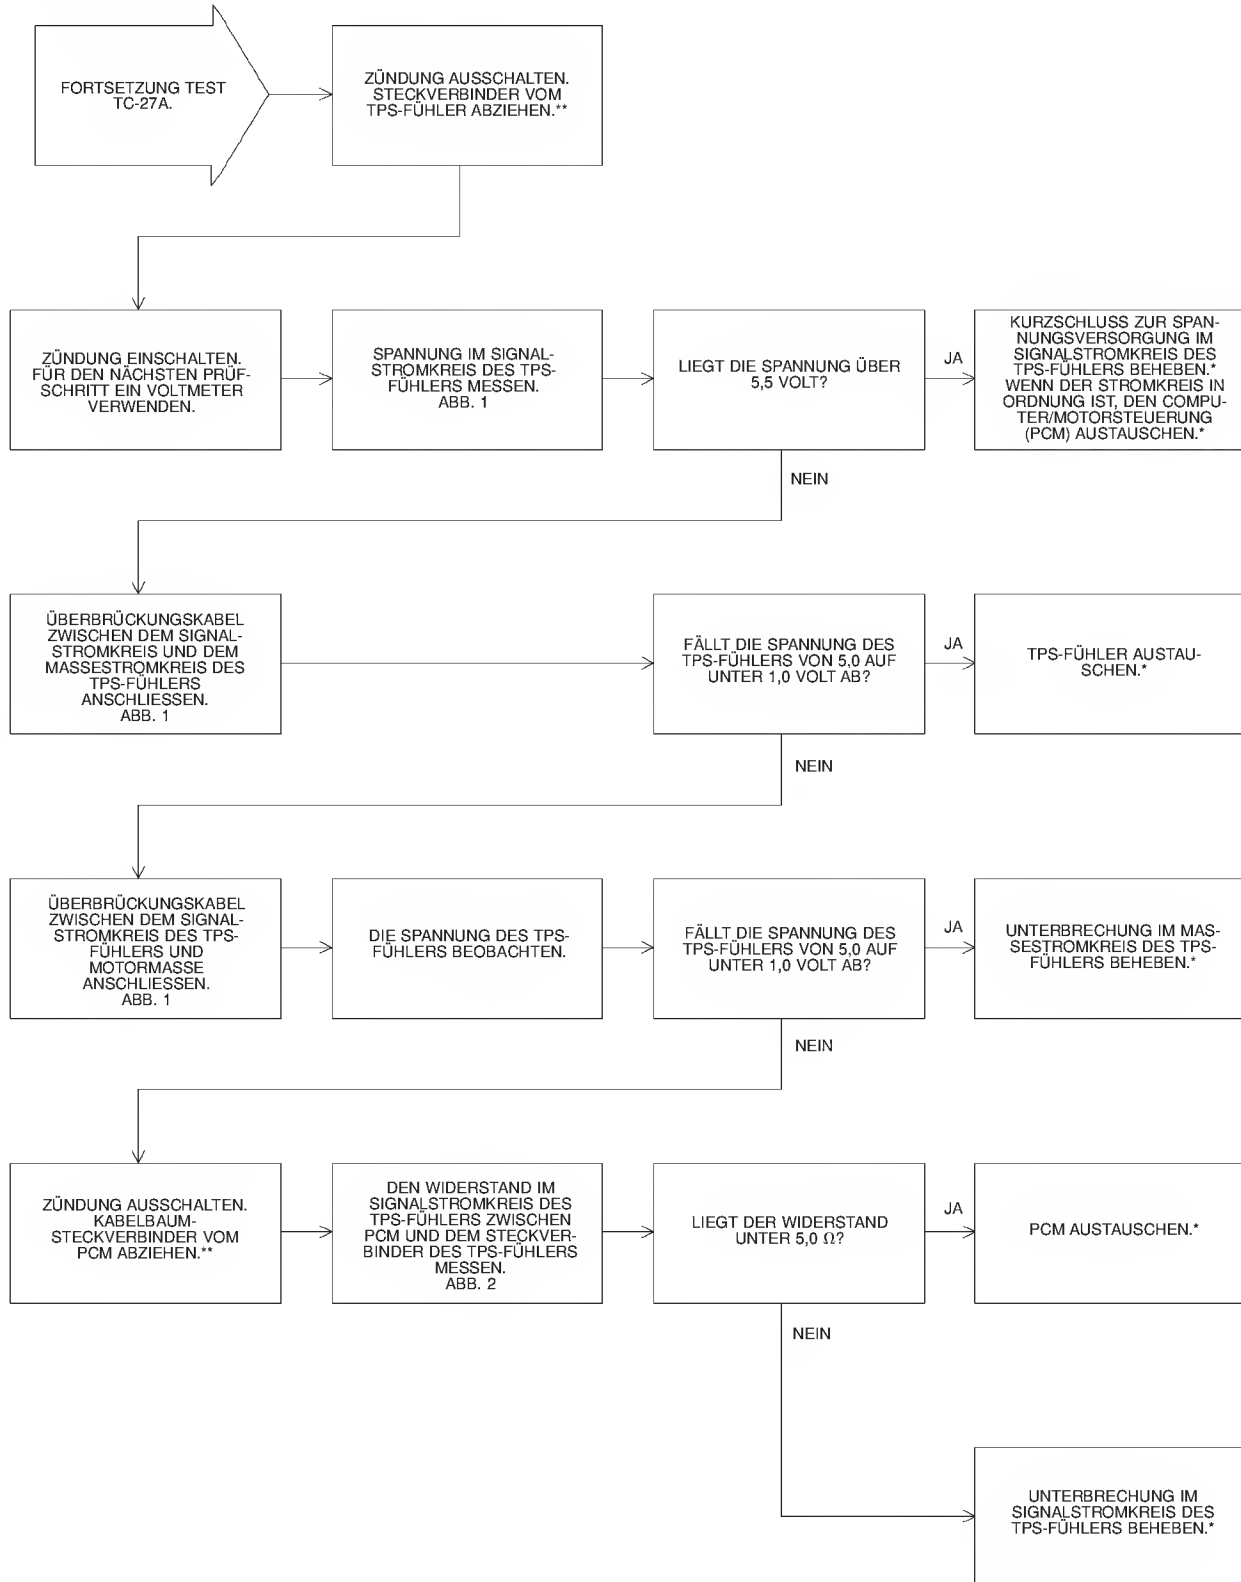 FORTSETZUNG TEST
TC-27A.
ZÜNDUNG AUSSCHALTEN.
STECKVERBINDER VOM
TPS-FÜHLER ABZIEHEN.**
ZÜNDUNG EINSCHALTEN.
FÜR DEN NÄCHSTEN PRÜF-
SCHRITT EIN VOLTMETER
VERWENDEN.
SPANNUNG IM SIGNAL-
STROMKREIS DES TPS-
FÜHLERS MESSEN.
ABB. 1
LIEGT DIE SPANNUNG ÜBER
5,5 VOLT?
JA
KURZSCHLUSS ZUR SPAN-
NUNGSVERSORGUNG IM
SIGNALSTROMKREIS DES
TPS-FÜHLERS BEHEBEN.*
WENN DER STROMKREIS IN
ORDNUNG IST, DEN COMPU-
TER/MOTORSTEUERUNG
(PCM) AUSTAUSCHEN.*
NEIN
ÜBERBRÜCKUNGSKABEL
ZWISCHEN DEM SIGNAL-
STROMKREIS UND DEM
MASSESTROMKREIS DES
TPS-FÜHLERS
ANSCHLIESSEN.
ABB. 1
FÄLLT DIE SPANNUNG DES
TPS-FÜHLERS VON 5,0 AUF
UNTER 1,0 VOLT AB?
JA
TPS-FÜHLER AUSTAU-
SCHEN.*
NEIN
ÜBERBRÜCKUNGSKABEL
ZWISCHEN DEM SIGNAL-
STROMKREIS DES TPS-
FÜHLERS UND
MOTORMASSE
ANSCHLIESSEN.
ABB. 1
DIE SPANNUNG DES TPS-
FÜHLERS BEOBACHTEN.
FÄLLT DIE SPANNUNG DES
TPS-FÜHLERS VON 5,0 AUF
UNTER 1,0 VOLT AB?
JA
UNTERBRECHUNG IM MAS-
SESTROMKREIS DES TPS-
FÜHLERS BEHEBEN.*
NEIN
ZÜNDUNG AUSSCHALTEN.
KABELBAUM-
STECKVERBINDER VOM
PCM ABZIEHEN.**
DEN WIDERSTAND IM
SIGNALSTROMKREIS DES
TPS-FÜHLERS ZWISCHEN
PCM UND DEM STECKVER-
BINDER DES TPS-FÜHLERS
MESSEN.
ABB. 2
LIEGT DER WIDERSTAND
UNTER 5,0 Ω?
JA
PCM AUSTAUSCHEN.*
NEIN
UNTERBRECHUNG IM
SIGNALSTROMKREIS DES
TPS-FÜHLERS BEHEBEN.*